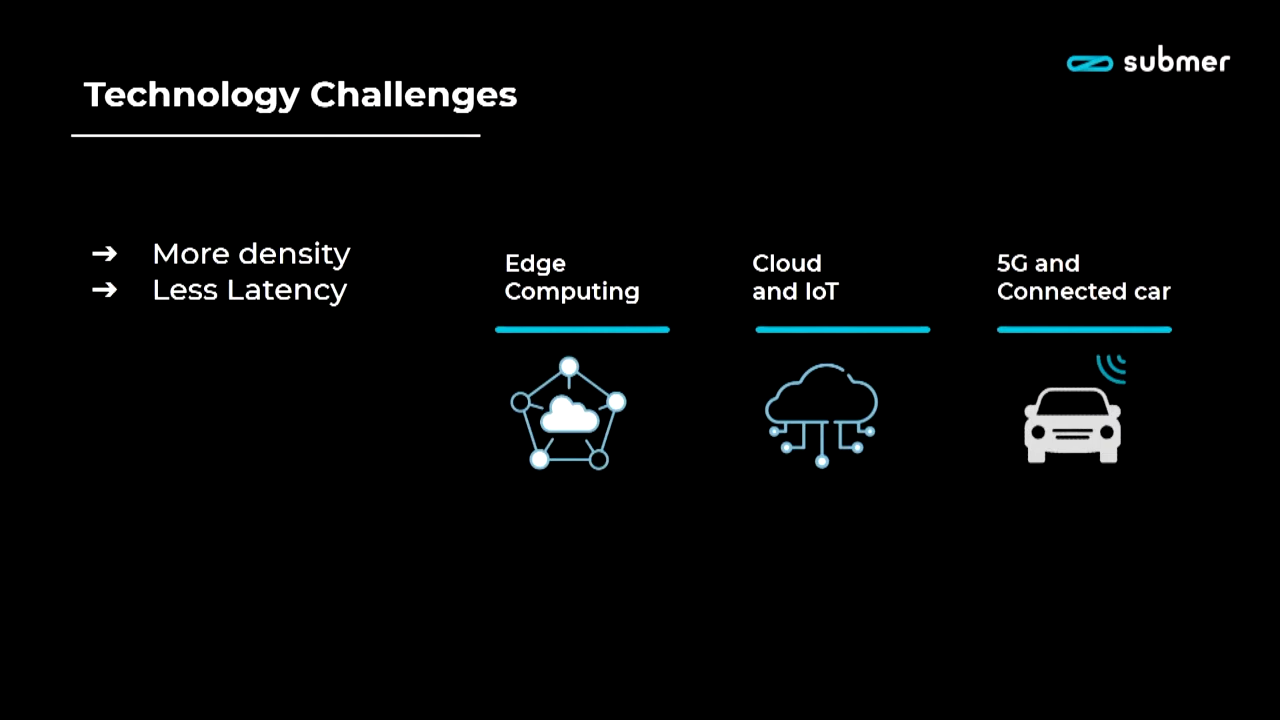 submer
Technology Challenges
➔ More density
➔ Less Latency
Edge
Computing
Cloud
and IoT
5G and
Connected car